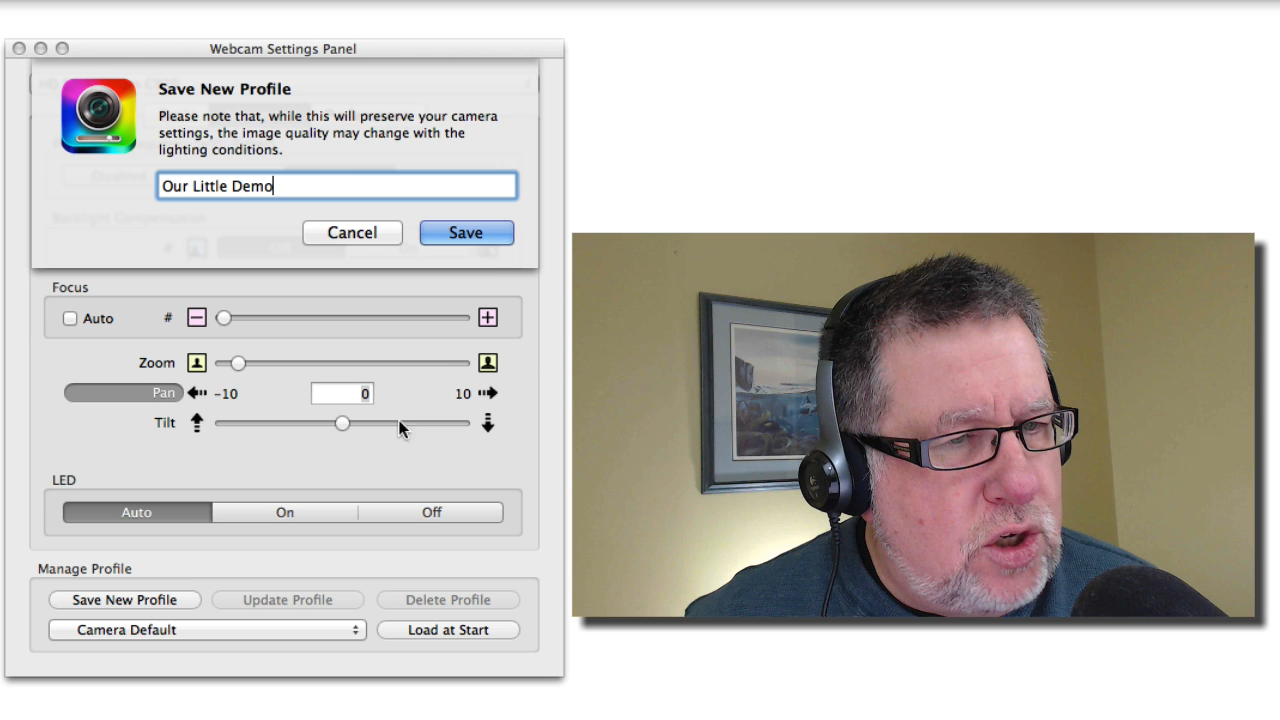 Webcam Settings Panel
Save New Profile
Please note that, while this will preserve your camera
settings, the image quality may change with the
lighting conditions.
Our Little Demo
Cancel
Save
Backlight Compensation
Focus
Auto
#
Zoom
Pan
-10
0
10
Tilt
LED
Auto
On
Off
Manage Profile
Save New Profile
Update Profile
Delete Profile
Camera Default
Load at Start